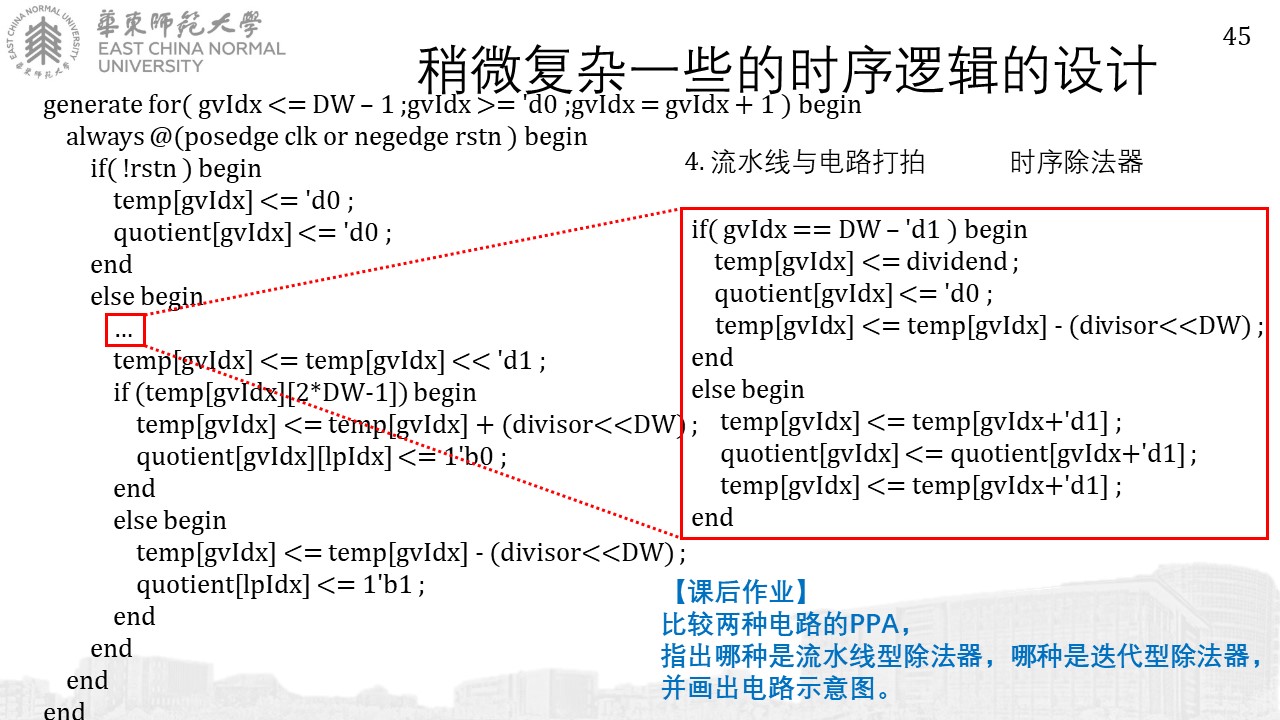 EAST CHINA NORMAL UNIVERSITY
華東師範大學
華東師範大學
EAST CHINA NORMAL
UNIVERSITY
45
稍微复杂一些的时序逻辑的设计
generate for( gvIdx <= DW – 1 ;gvIdx >= 'd0 ;gvIdx = gvIdx + 1 ) begin
always @(posedge clk or negedge rstn ) begin
if( !rstn ) begin
temp[gvIdx] <= 'd0 ;
quotient[gvIdx] <= 'd0 ;
end
else begin
...
temp[gvIdx] <= temp[gvIdx] << 'd1 ;
if (temp[gvIdx][2*DW-1]) begin
temp[gvIdx] <= temp[gvIdx] + (divisor<<DW) ;
quotient[gvIdx][lpIdx] <= 1'b0 ;
end
else begin
temp[gvIdx] <= temp[gvIdx] - (divisor<<DW) ;
quotient[lpIdx] <= 1'b1 ;
end
end
end
end
4. 流水线与电路打拍 时序除法器
if( gvIdx == DW – 'd1 ) begin
temp[gvIdx] <= dividend ;
quotient[gvIdx] <= 'd0 ;
temp[gvIdx] <= temp[gvIdx] - (divisor<<DW) ;
end
else begin
temp[gvIdx] <= temp[gvIdx+'d1] ;
quotient[gvIdx] <= quotient[gvIdx+'d1] ;
temp[gvIdx] <= temp[gvIdx+'d1] ;
end
【课后作业】
比较两种电路的PPA，
指出哪种是流水线型除法器，哪种是迭代型除法器，
并画出电路示意图。